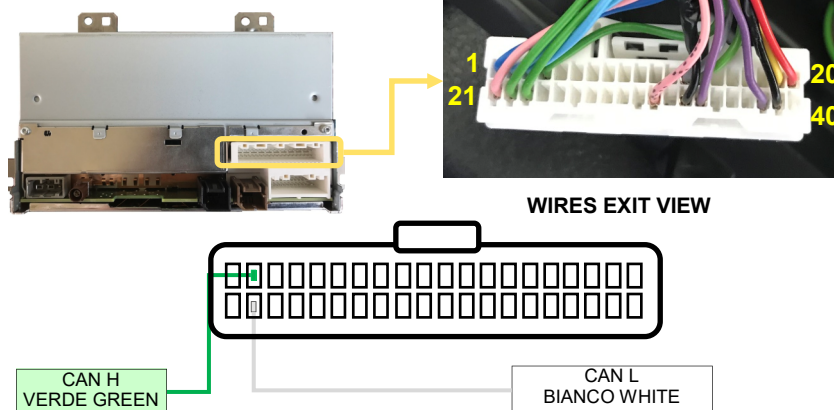 1
20
21
40
WIRES EXIT VIEW
CAN H
VERDE GREEN
CAN L
BIANCO WHITE